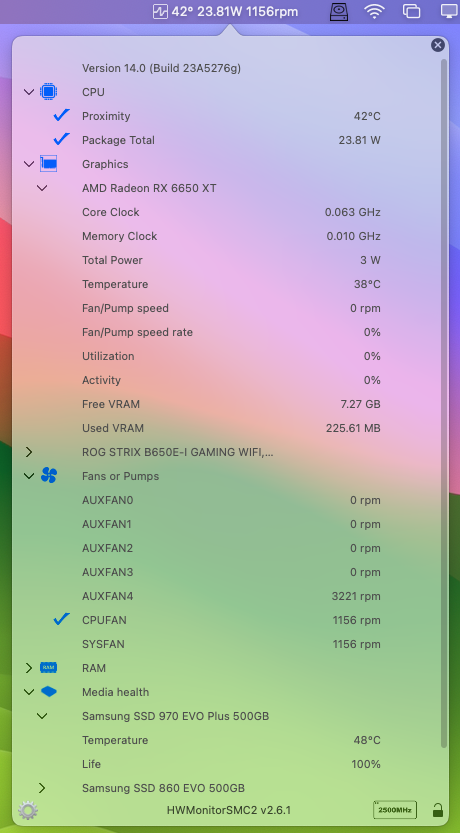 42° 23.81W 1156rpm
Version 14.0 (Build 23A5276g)
CPU
Proximity 42°C
Package Total 23.81 W
Graphics
AMD Radeon RX 6650 XT
Core Clock 0.063 GHz
Memory Clock 0.010 GHz
Total Power 3 W
Temperature 38°C
Fan/Pump speed 0 rpm
Fan/Pump speed rate 0%
Utilization 0%
Activity 0%
Free VRAM 7.27 GB
Used VRAM 225.61 MB
ROG STRIX B650E-I GAMING WIFI,...
Fans or Pumps
AUXFAN0 0 rpm
AUXFAN1 0 rpm
AUXFAN2 0 rpm
AUXFAN3 0 rpm
AUXFAN4 3221 rpm
CPUFAN 1156 rpm
SYSFAN 1156 rpm
RAM RAM
Media health
Samsung SSD 970 EVO Plus 500GB
Temperature 48°C
Life 100%
Samsung SSD 860 EVO 500GB
HWMonitorSMC2 v2.6.1 2500MHz